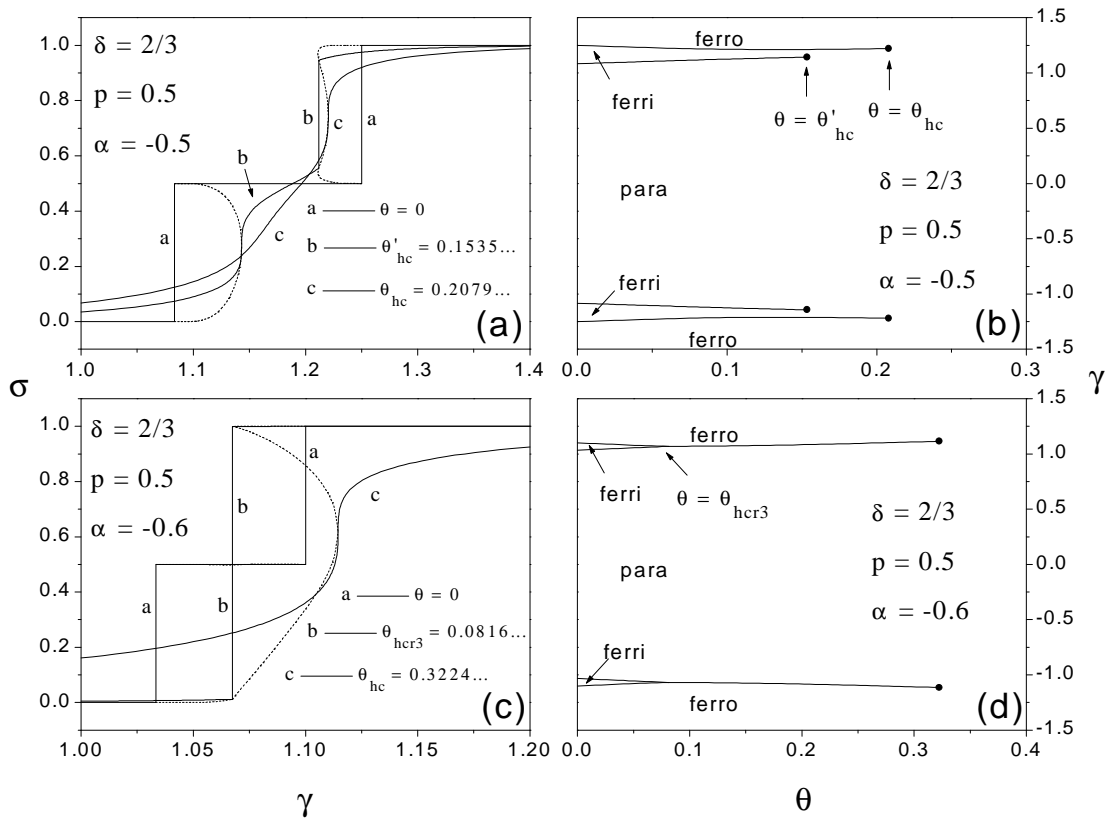 σ
γ
γ
θ
1.0
0.8
0.6
0.4
0.2
0.0
1.0
1.1
1.2
1.3
1.4
δ = 2/3
p = 0.5
α = -0.5
b
c
a
b
a
c
a θ = 0
b θ'hc = 0.1535...
c θhc = 0.2079...
(a)
ferro
ferri
θ = θ'hc
θ = θhc
para
δ = 2/3
p = 0.5
α = -0.5
ferri
ferro
(b)
1.5
1.0
0.5
0.0
-0.5
-1.0
-1.5
0.0
0.1
0.2
0.3
1.0
0.8
0.6
0.4
0.2
0.0
1.00
1.05
1.10
1.15
1.20
δ = 2/3
p = 0.5
α = -0.6
a
c
b
a
b
a θ = 0
b θhcr3 = 0.0816...
c θhc = 0.3224...
(c)
ferro
ferri
θ = θhcr3
para
δ = 2/3
p = 0.5
α = -0.6
ferri
ferro
(d)
1.5
1.0
0.5
0.0
-0.5
-1.0
-1.5
0.0
0.1
0.2
0.3
0.4